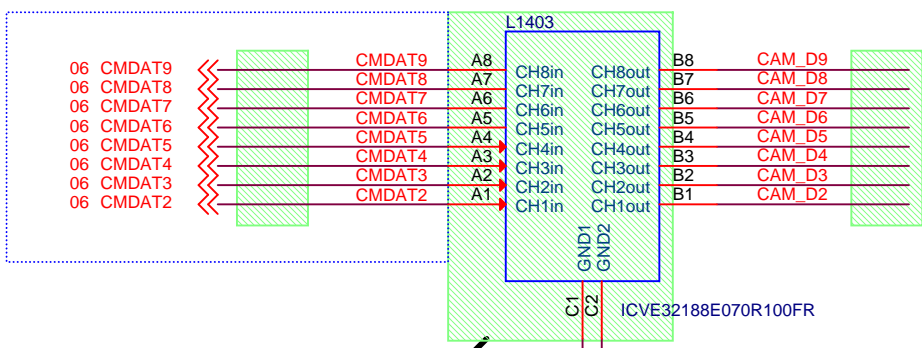 L1403
06 CMDAT9 CMDAT9 A8 CH8in CH8out B8 CAM_D9
06 CMDAT8 CMDAT8 A7 CH7in CH7out B7 CAM_D8
06 CMDAT7 CMDAT7 A6 CH6in CH6out B6 CAM_D7
06 CMDAT6 CMDAT6 A5 CH5in CH5out B5 CAM_D6
06 CMDAT5 CMDAT5 A4 CH4in CH4out B4 CAM_D5
06 CMDAT4 CMDAT4 A3 CH3in CH3out B3 CAM_D4
06 CMDAT3 CMDAT3 A2 CH2in CH2out B2 CAM_D3
06 CMDAT2 CMDAT2 A1 CH1in CH1out B1 CAM_D2
GND1
GND2
C1
C2
ICVE32188E070R100FR